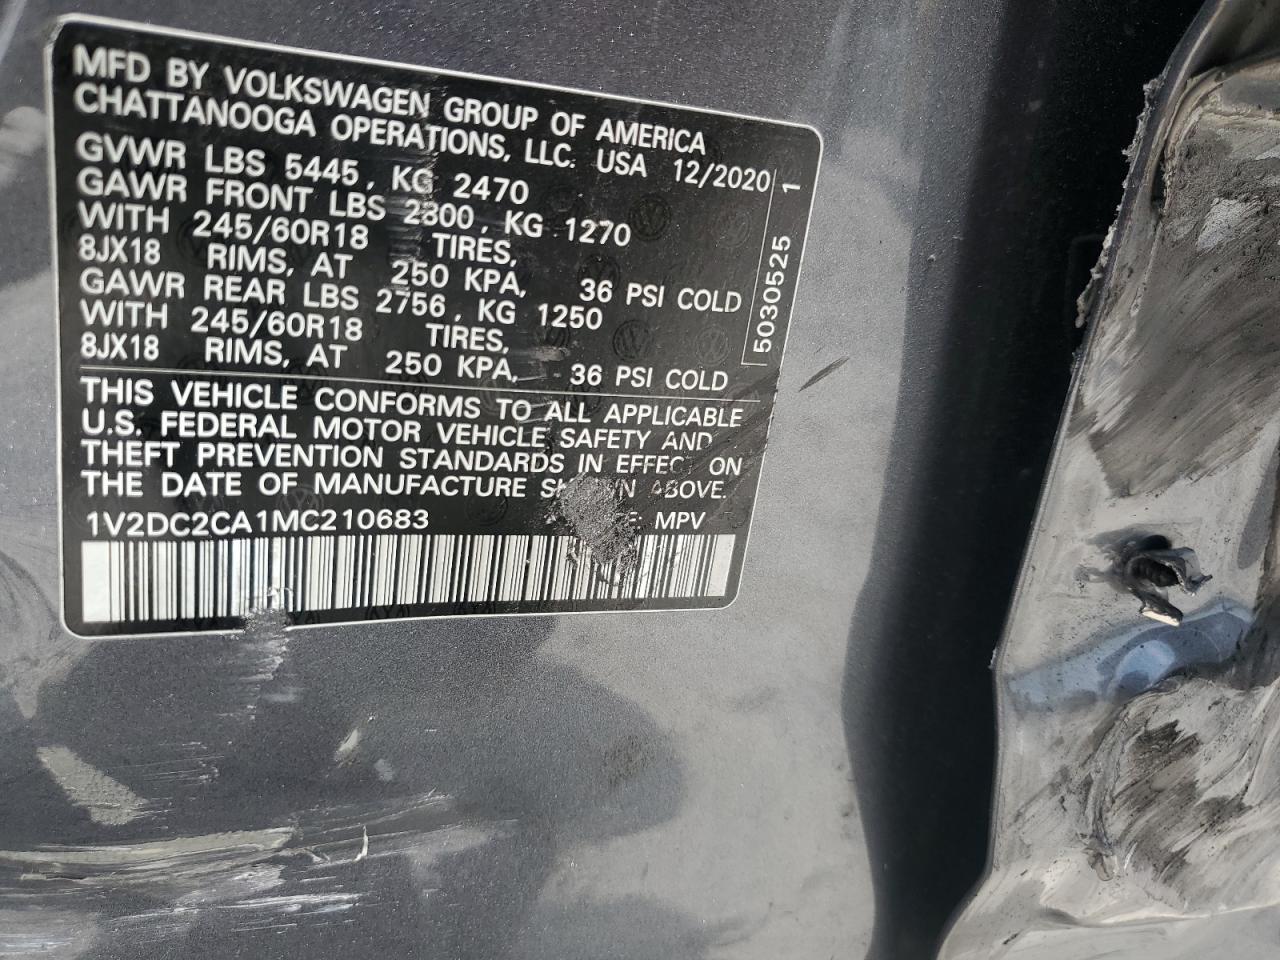 MFD BY VOLKSWAGEN GROUP OF AMERICA
CHATTANOOGA OPERATIONS, LLC. USA 12/2020
GVWR LBS 5445, KG 2470
GAWR FRONT LBS 2800, KG 1270
WITH 245/60R18 TIRES,
8JX18 RIMS, AT 250 KPA, 36 PSI COLD
GAWR REAR LBS 2756, KG 1250
WITH 245/60R18 TIRES,
8JX18 RIMS, AT 250 KPA, 36 PSI COLD
5030525 1
THIS VEHICLE CONFORMS TO ALL APPLICABLE
U.S. FEDERAL MOTOR VEHICLE SAFETY AND
THEFT PREVENTION STANDARDS IN EFFECT ON
THE DATE OF MANUFACTURE SHOWN ABOVE.
1V2DC2CA1MC210683 MPV